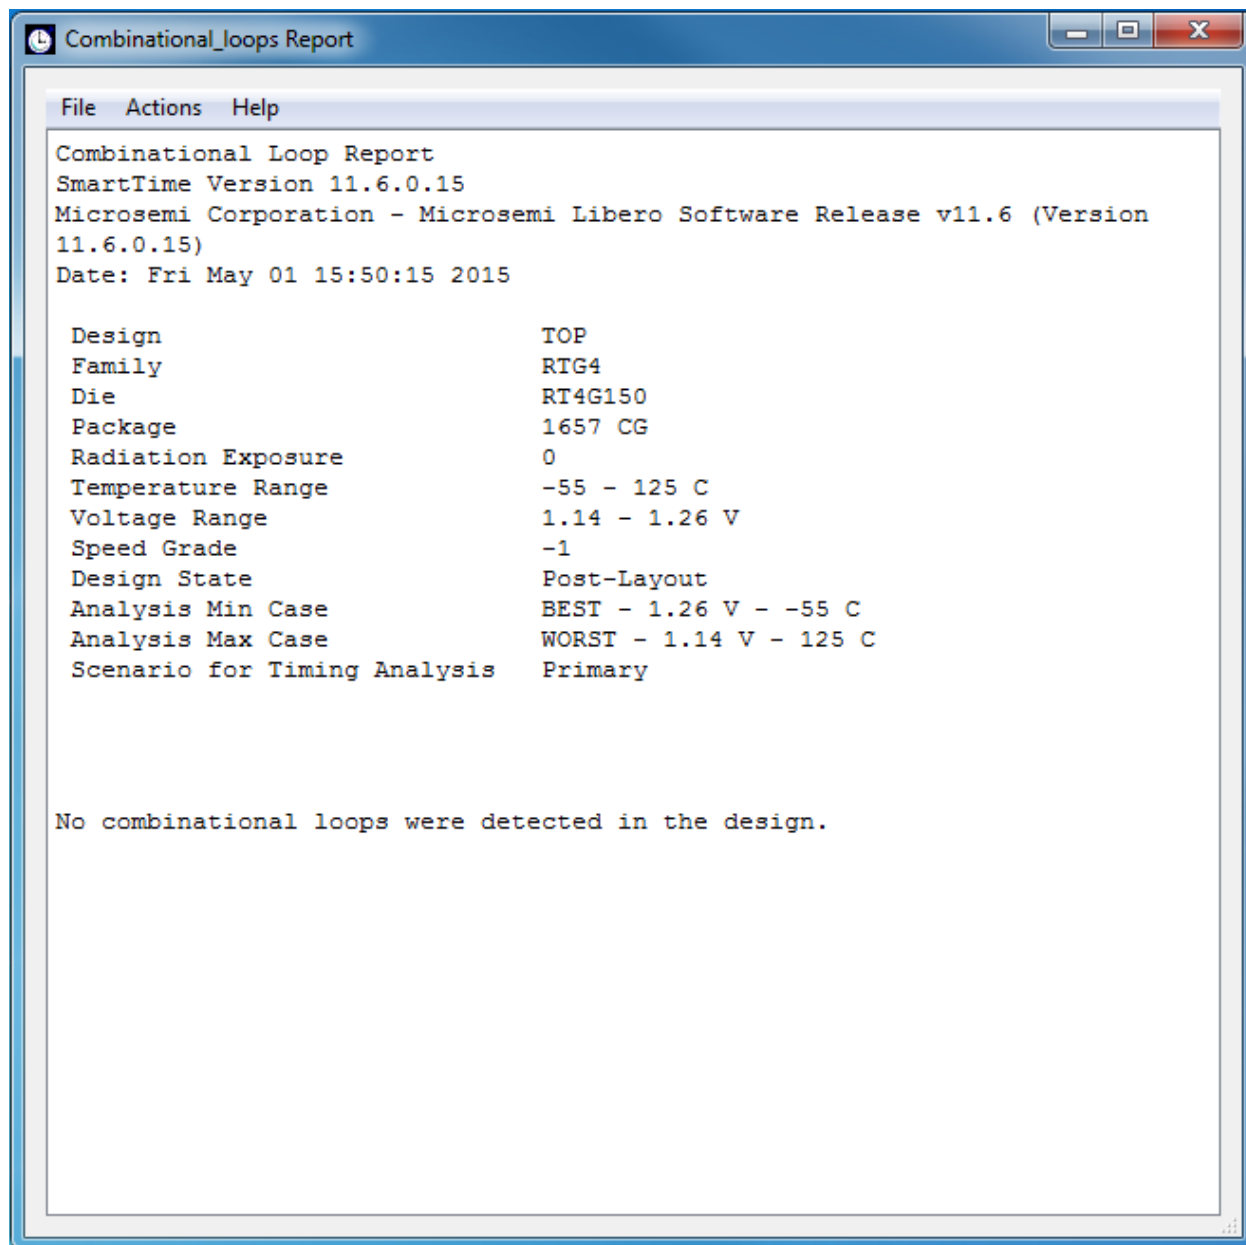 Combinational_loops Report
File Actions Help
Combinational Loop Report
SmartTime Version 11.6.0.15
Microsemi Corporation - Microsemi Libero Software Release v11.6 (Version
11.6.0.15)
Date: Fri May 01 15:50:15 2015
Design TOP
Family RTG4
Die RT4G150
Package 1657 CG
Radiation Exposure 0
Temperature Range -55 - 125 C
Voltage Range 1.14 - 1.26 V
Speed Grade -1
Design State Post-Layout
Analysis Min Case BEST - 1.26 V - -55 C
Analysis Max Case WORST - 1.14 V - 125 C
Scenario for Timing Analysis Primary
No combinational loops were detected in the design.